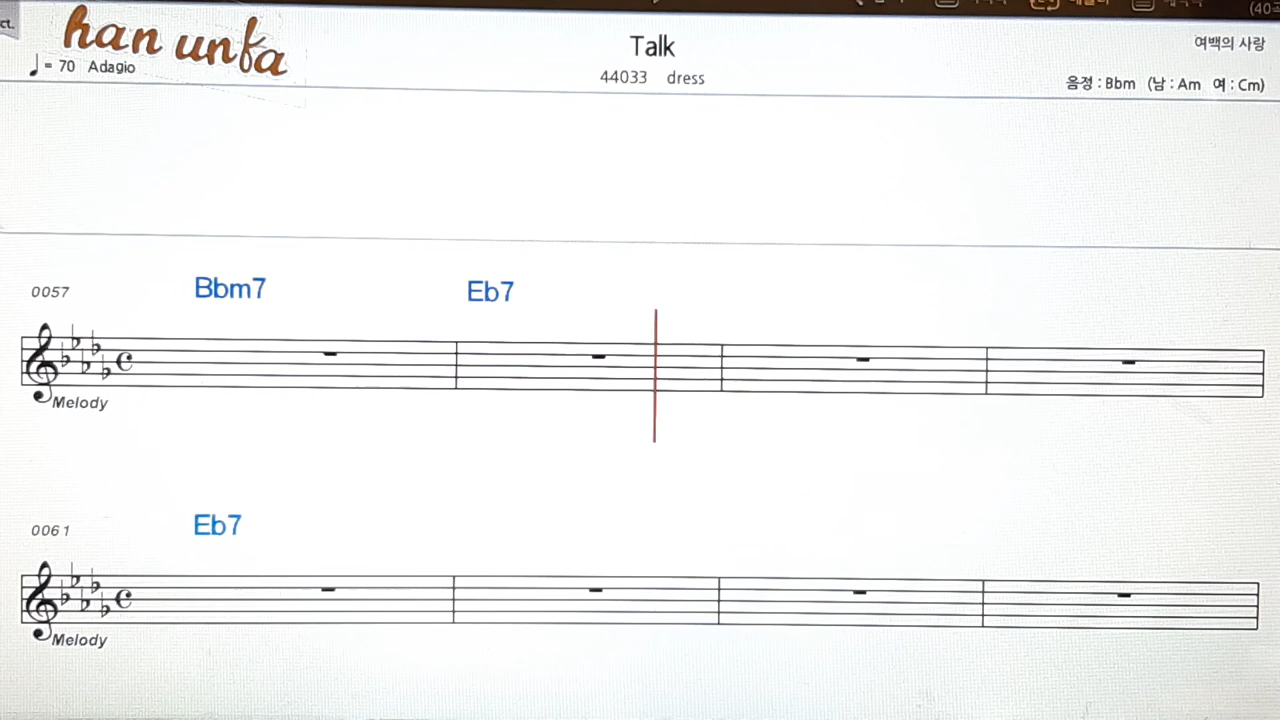 ct.
han unfa
Talk
여백의 사랑
♩= 70 Adagio
44033 dress
음정 : Bbm (남 : Am 여 : Cm)
0057
Bbm7
Eb7
Melody
0061
Eb7
Melody